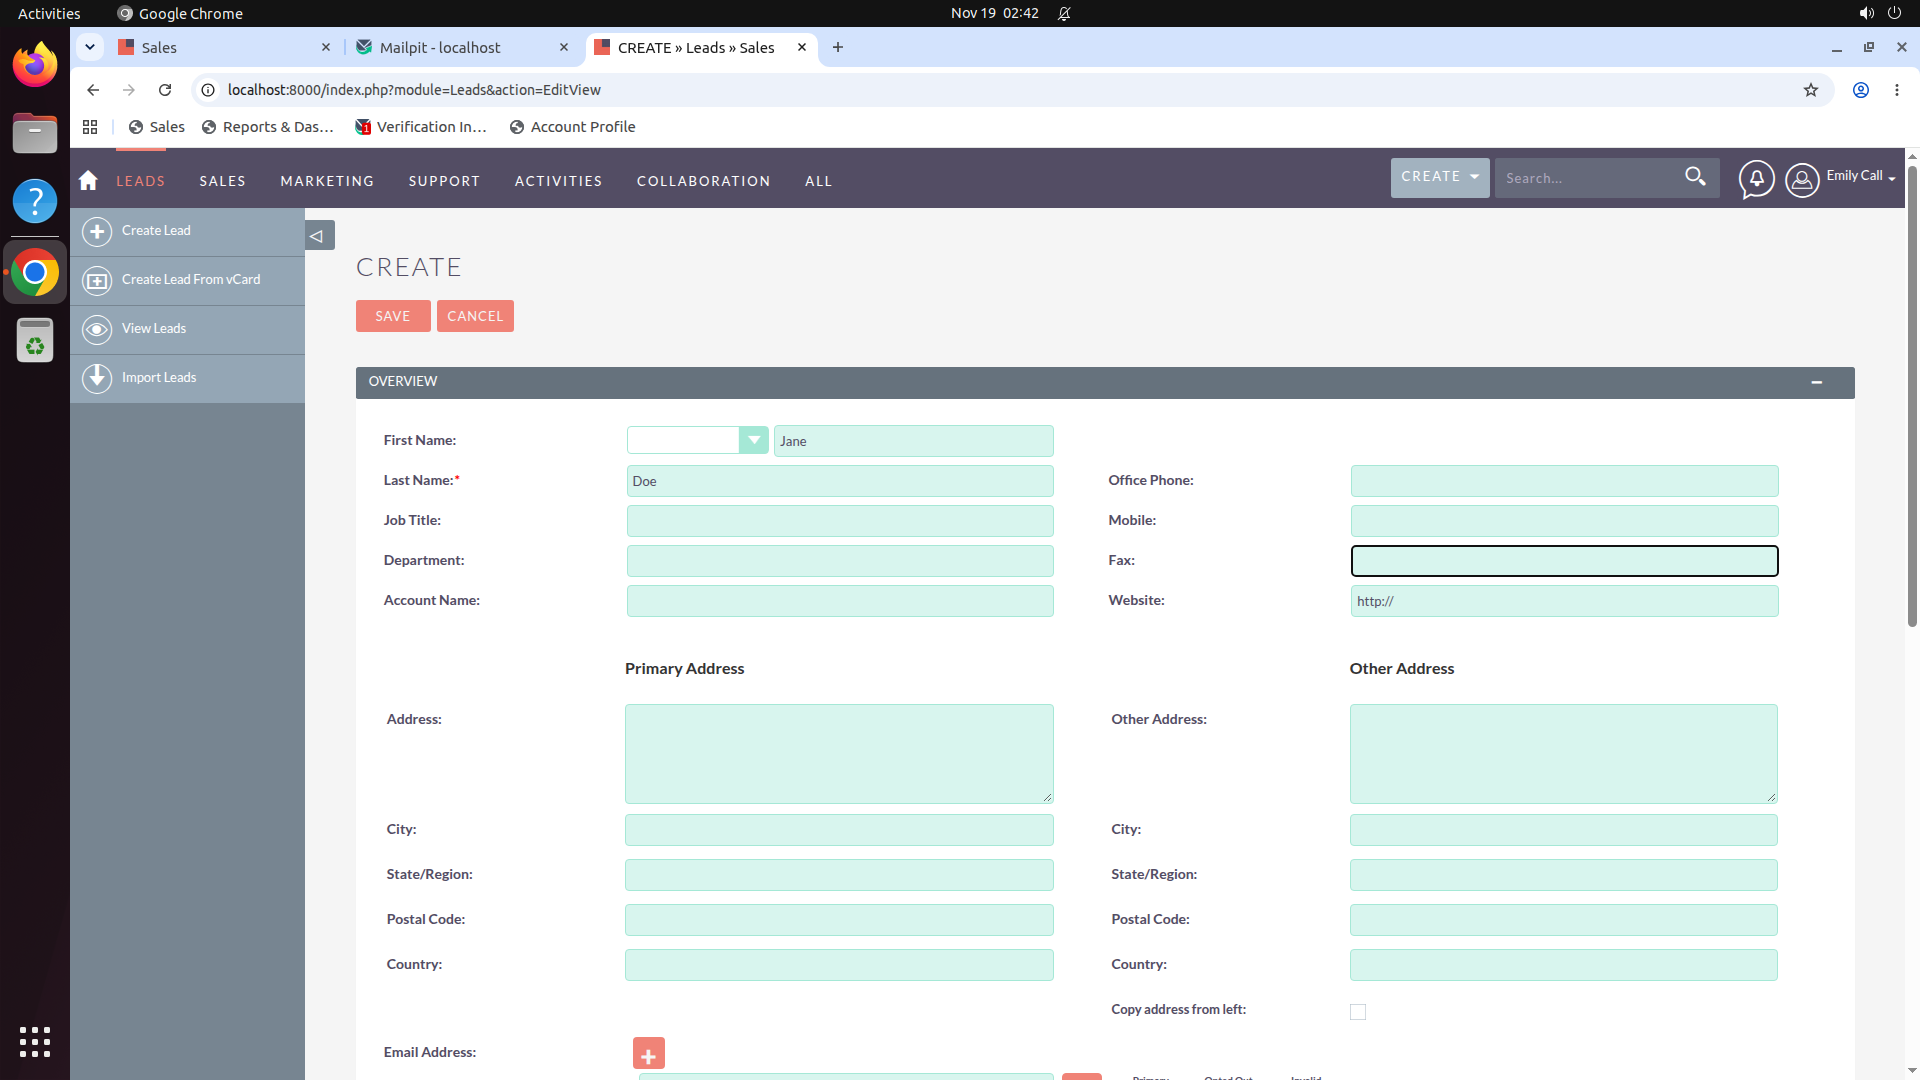 Activities
Google Chrome
Nov 19 02:42
Sales
Mailpit - localhost
CREATE » Leads » Sales
localhost:8000/index.php?module=Leads&action=EditView
Sales
Reports & Das...
1
Verification In...
Account Profile
LEADS
SALES
MARKETING
SUPPORT
ACTIVITIES
COLLABORATION
ALL
CREATE
Search...
Emily Call
Create Lead
Create Lead From vCard
View Leads
Import Leads
CREATE
SAVE
CANCEL
OVERVIEW
First Name:
Jane
Last Name:*
Doe
Office Phone:
Job Title:
Mobile:
Department:
Fax:
Account Name:
Website:
http://
Primary Address
Other Address
Address:
Other Address:
City:
City:
State/Region:
State/Region:
Postal Code:
Postal Code:
Country:
Country:
Copy address from left:
Email Address:
Primary
Opted Out
Invalid